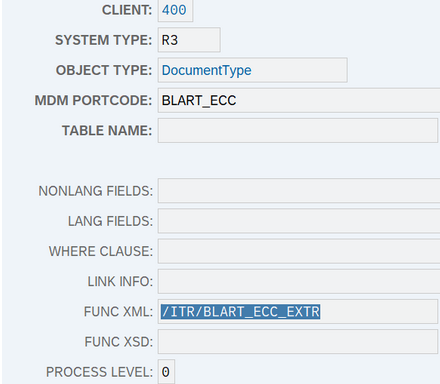 CLIENT: 400
SYSTEM TYPE: R3
OBJECT TYPE: DocumentType
MDM PORTCODE: BLART_ECC
TABLE NAME:
NONLANG FIELDS:
LANG FIELDS:
WHERE CLAUSE:
LINK INFO:
FUNC XML: /ITR/BLART_ECC_EXTR
FUNC XSD:
PROCESS LEVEL: 0